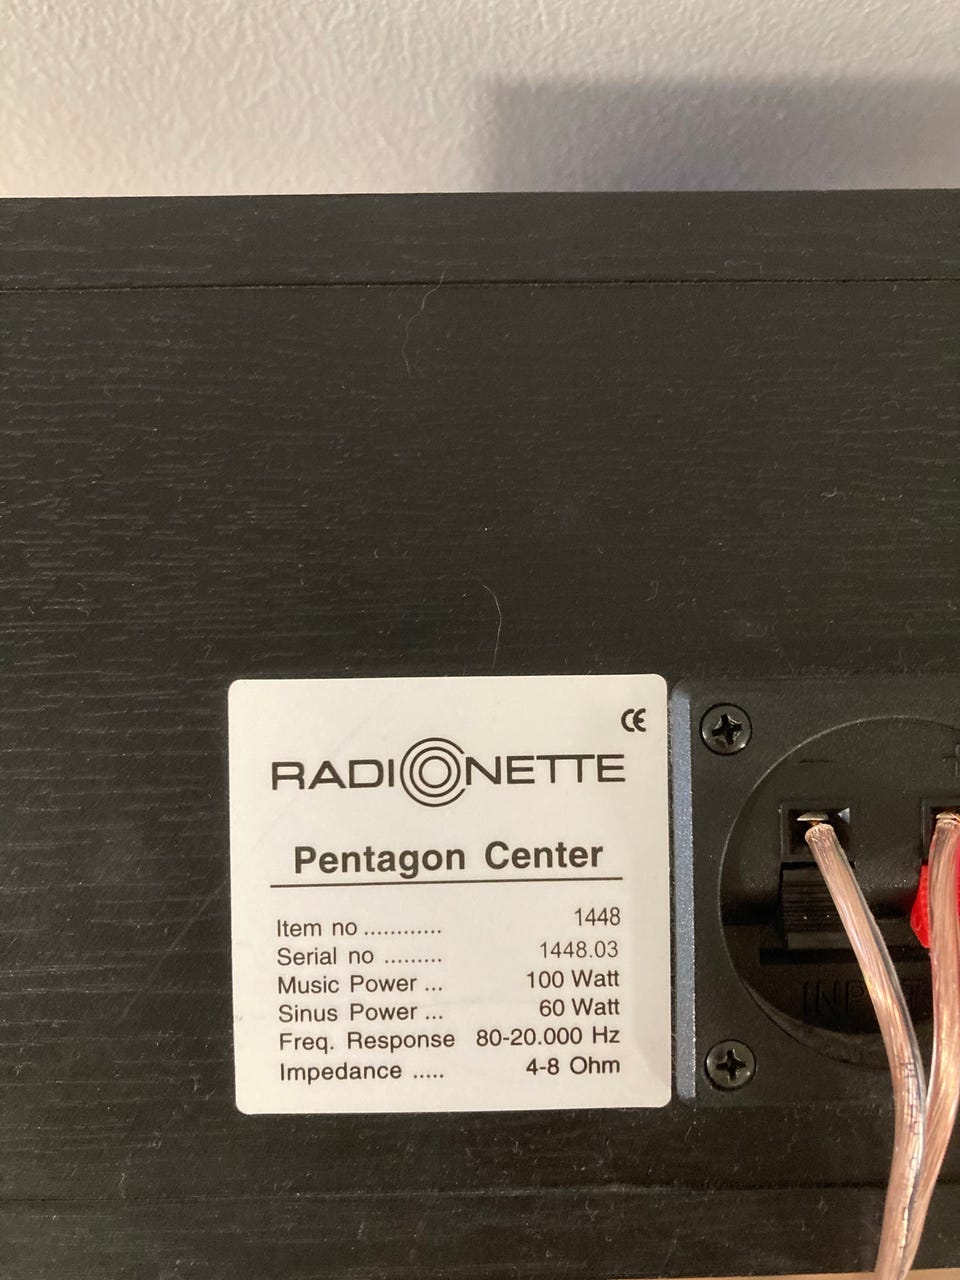 CE
RADIONETTE
Pentagon Center
Item no ............ 1448
Serial no ......... 1448.03
Music Power ... 100 Watt
Sinus Power ... 60 Watt
Freq. Response 80-20.000 Hz
Impedance ..... 4-8 Ohm
−
INPUT